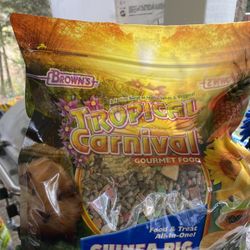 BROWN'S
TROPICAL
Carnival
GOURMET FOOD
Food & Treat
All-In-One!
GUINEA PIG